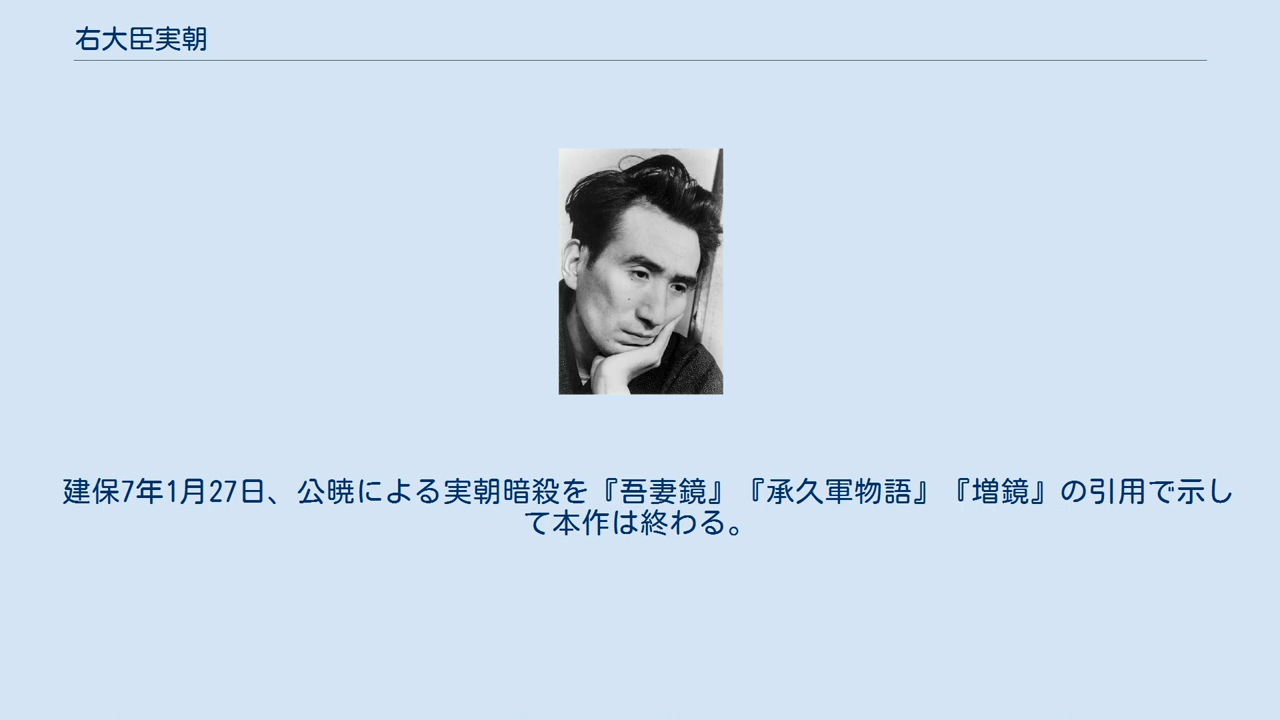 右大臣実朝
建保7年1月27日、公暁による実朝暗殺を『吾妻鏡』『承久軍物語』『増鏡』の引用で示し
て本作は終わる。